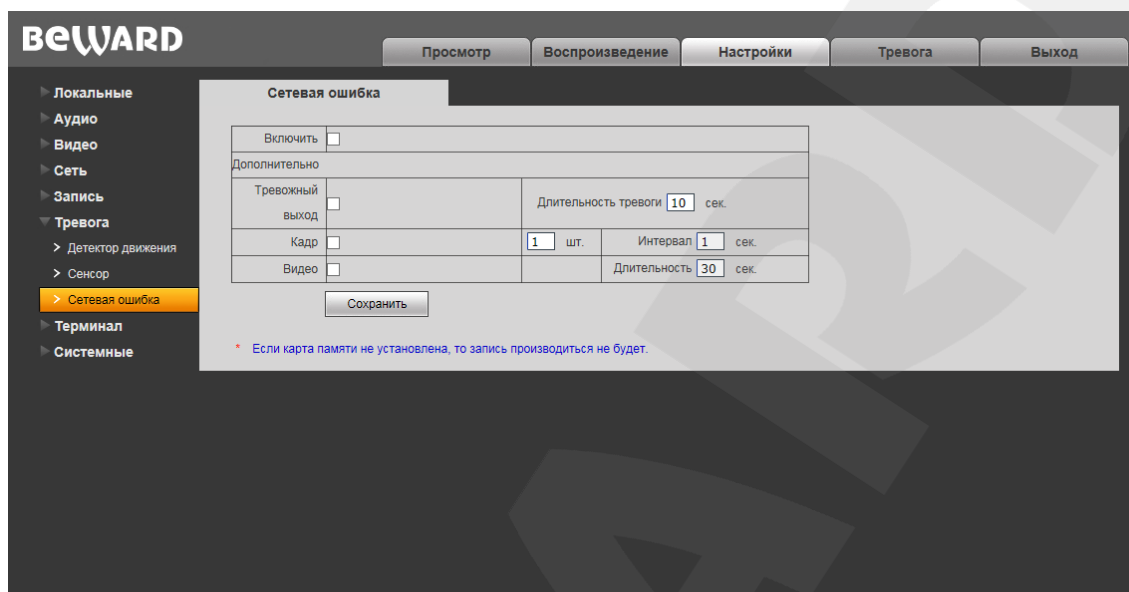 BEWARD
Просмотр Воспроизведение Настройки Тревога Выход
Локальные
Аудио
Видео
Сеть
Запись
Тревога
> Детектор движения
> Сенсор
> Сетевая ошибка
Терминал
Системные
Сетевая ошибка
Включить
Дополнительно
Тревожный
выход
Длительность тревоги 10 сек.
Кадр 1 шт. Интервал 1 сек.
Видео Длительность 30 сек.
Сохранить
* Если карта памяти не установлена, то запись производиться не будет.